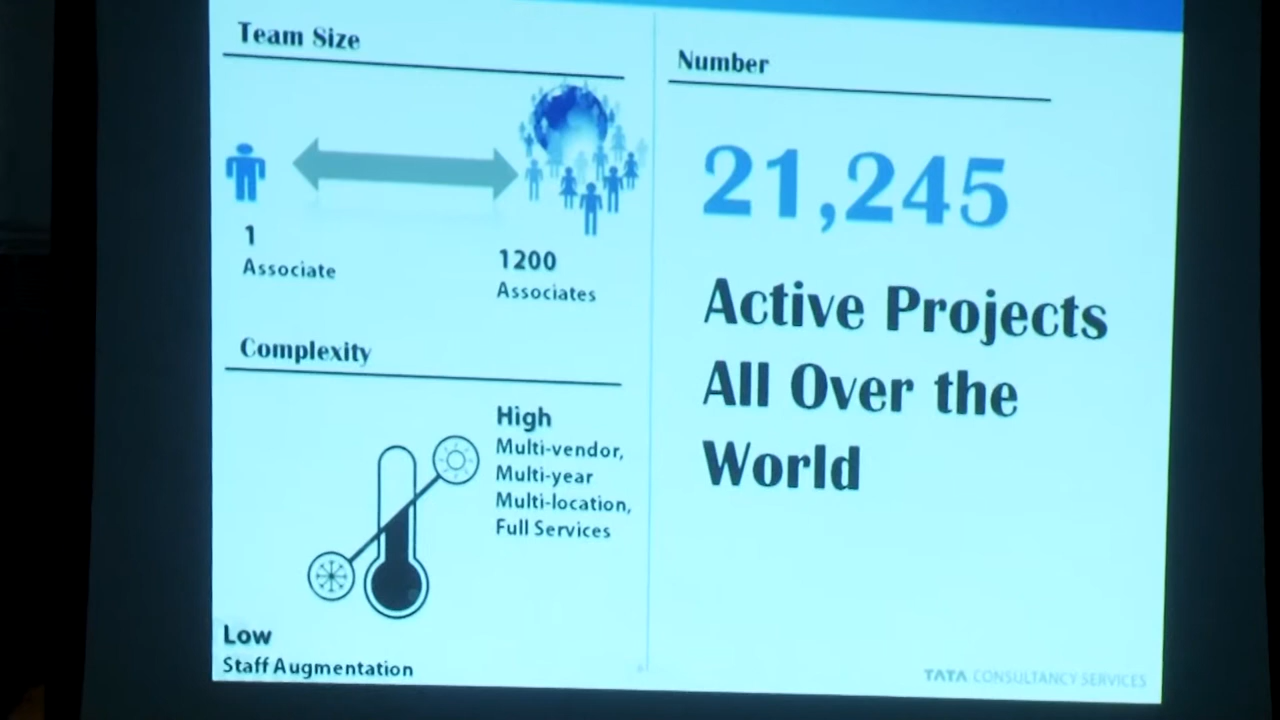 Team Size
1
Associate
1200
Associates
Complexity
High
Multi-vendor,
Multi-year
Multi-location,
Full Services
Low
Staff Augmentation
Number
21,245
Active Projects
All Over the
World
TATA CONSULTANCY SERVICES